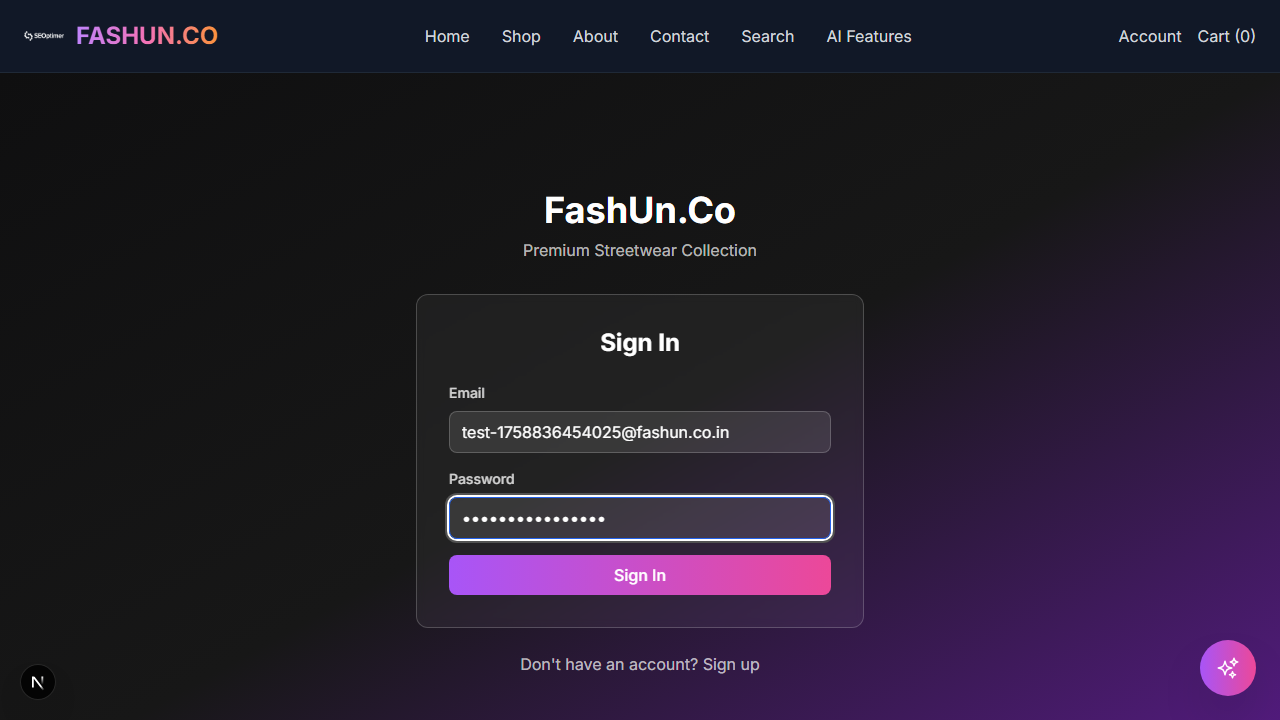 SEOptimer FASHUN.CO Home Shop About Contact Search AI Features Account Cart (0)
FashUn.Co
Premium Streetwear Collection
Sign In
Email
test-1758836454025@fashun.co.in
Password
••••••••••••••••
Sign In
Don't have an account? Sign up
N